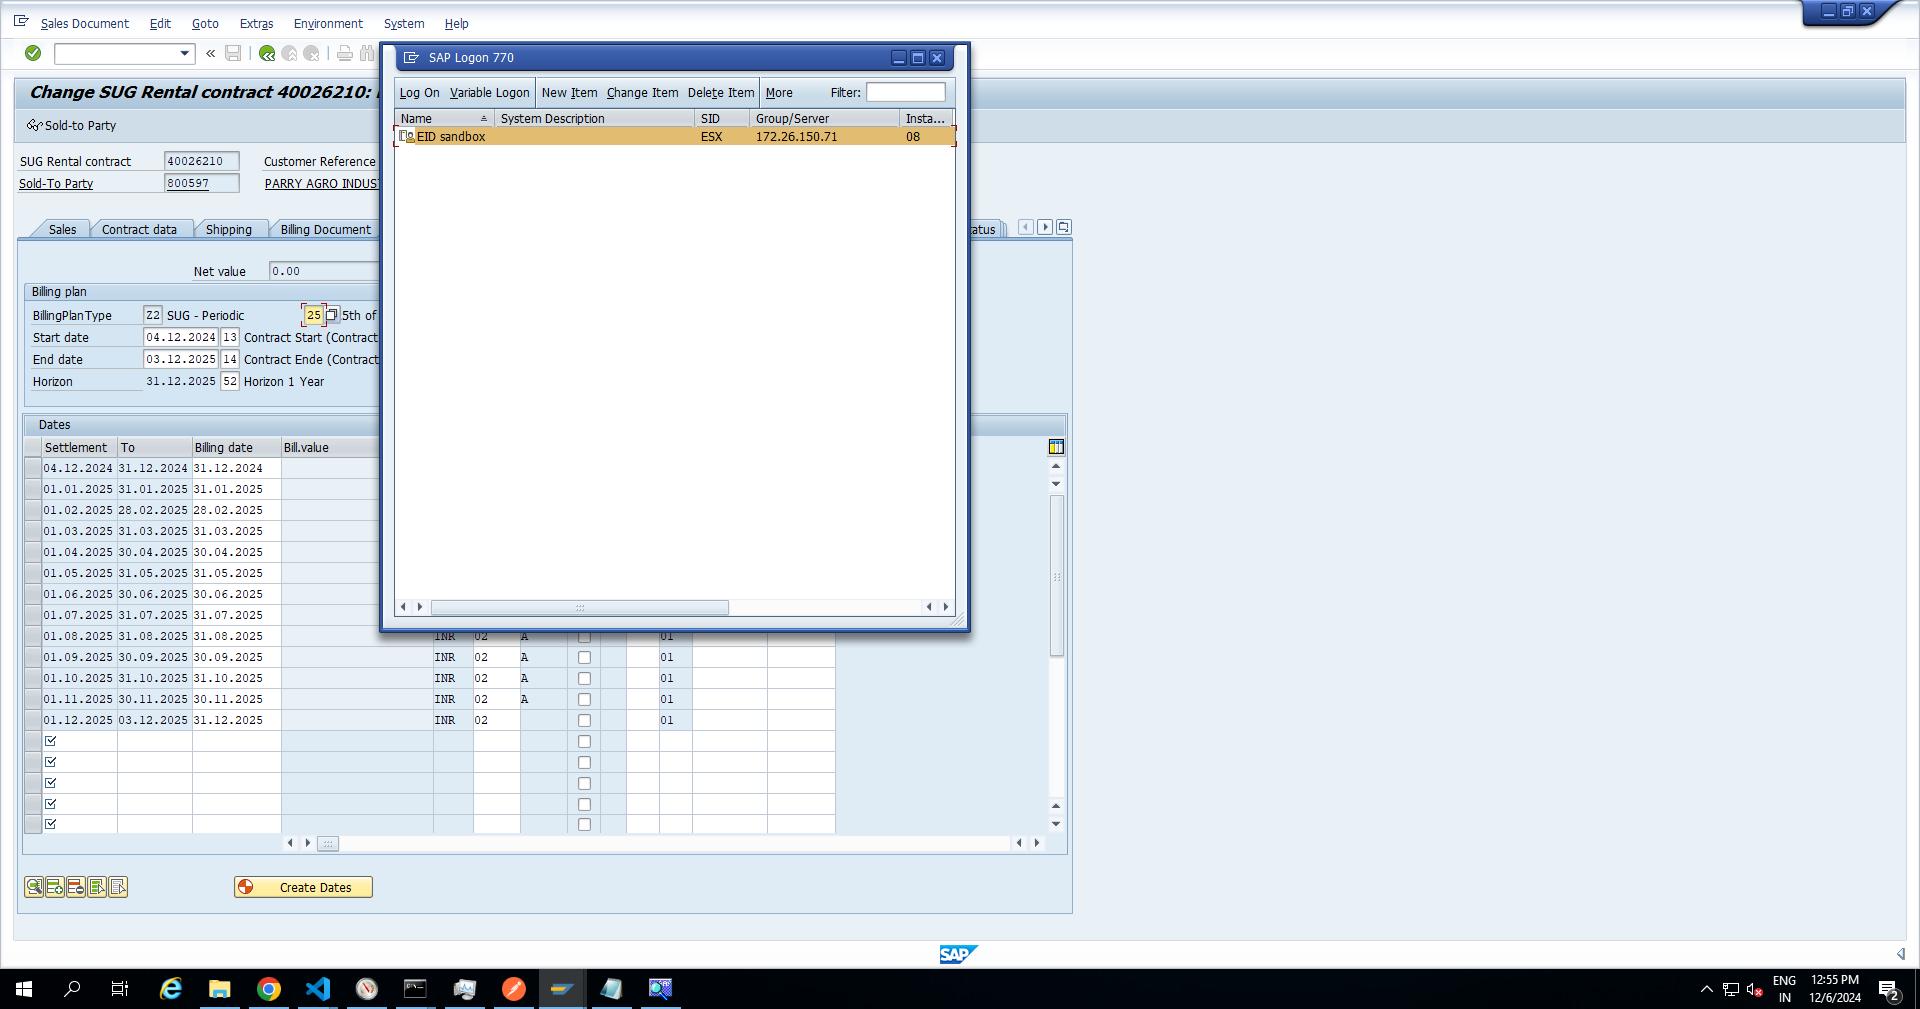 Sales Document Edit Goto Extras Environment System Help
Change SUG Rental contract 40026210:
Sold-to Party
SUG Rental contract 40026210 Customer Reference
Sold-To Party 800597 PARRY AGRO INDUS
Sales Contract data Shipping Billing Document tatus
Net value 0.00
Billing plan
BillingPlanType Z2 SUG - Periodic 25 5th of
Start date 04.12.2024 13 Contract Start (Contract
End date 03.12.2025 14 Contract Ende (Contract
Horizon 31.12.2025 52 Horizon 1 Year
SAP Logon 770
Log On Variable Logon New Item Change Item Delete Item More Filter:
Name System Description SID Group/Server Insta...
EID sandbox ESX 172.26.150.71 08
Dates
Settlement To Billing date Bill.value
04.12.2024 31.12.2024 31.12.2024
01.01.2025 31.01.2025 31.01.2025
01.02.2025 28.02.2025 28.02.2025
01.03.2025 31.03.2025 31.03.2025
01.04.2025 30.04.2025 30.04.2025
01.05.2025 31.05.2025 31.05.2025
01.06.2025 30.06.2025 30.06.2025
01.07.2025 31.07.2025 31.07.2025
01.08.2025 31.08.2025 31.08.2025 INR 02 A 01
01.09.2025 30.09.2025 30.09.2025 INR 02 A 01
01.10.2025 31.10.2025 31.10.2025 INR 02 A 01
01.11.2025 30.11.2025 30.11.2025 INR 02 A 01
01.12.2025 03.12.2025 31.12.2025 INR 02 01
Create Dates
SAP
ENG
IN
12:55 PM
12/6/2024
2